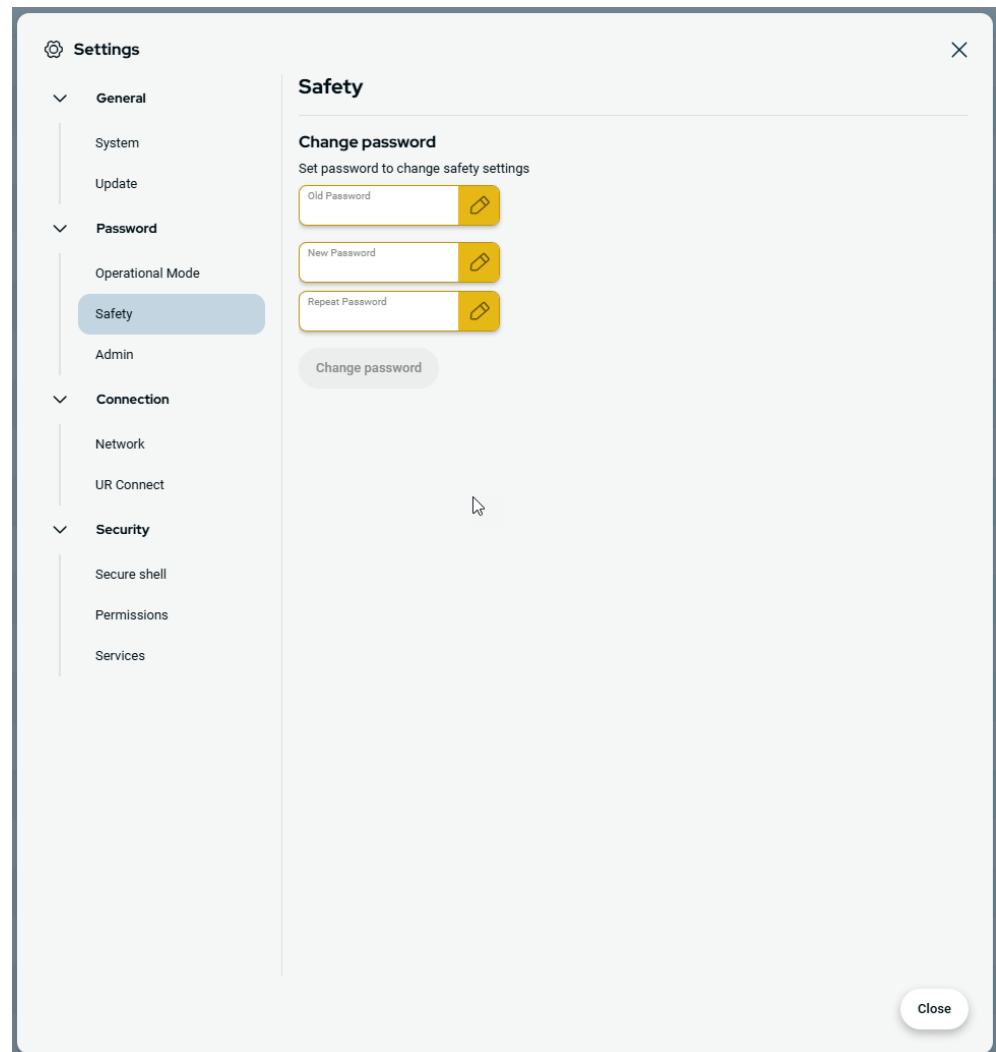 Settings
General
System
Update
Password
Operational Mode
Safety
Admin
Connection
Network
UR Connect
Security
Secure shell
Permissions
Services
Safety
Change password
Set password to change safety settings
Old Password
New Password
Repeat Password
Change password
Close